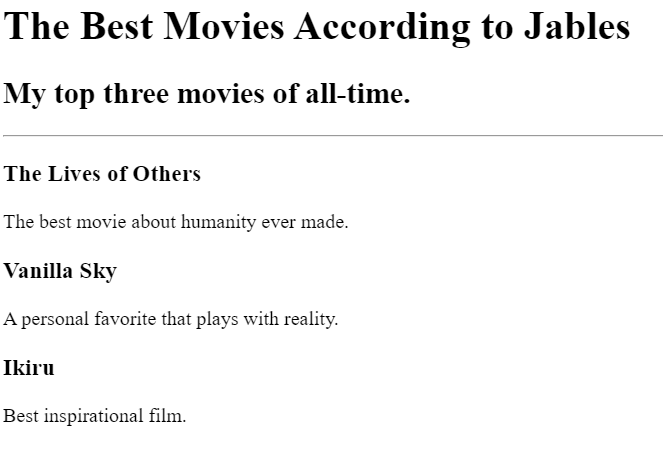 The Best Movies According to Jables
My top three movies of all-time.
The Lives of Others
The best movie about humanity ever made.
Vanilla Sky
A personal favorite that plays with reality.
Ikiru
Best inspirational film.